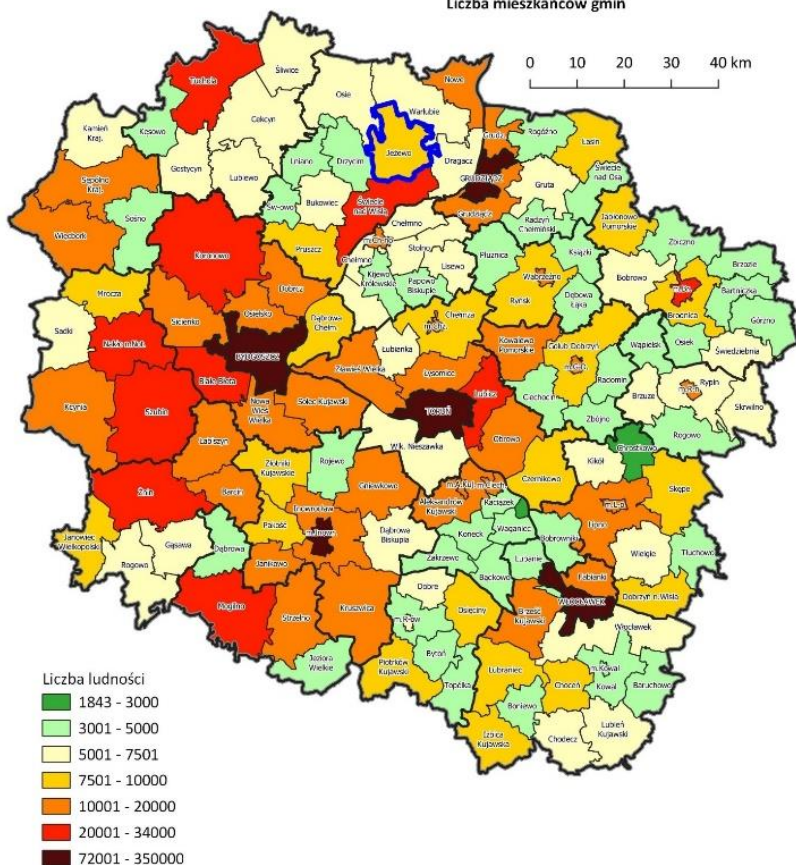 Liczba mieszkańców gmin
0 10 20 30 40 km
Śliwice
Tuchola
Nowe
Osie
Warlubie
Cekcyn
Kęsowo
Kamień
Kraj.
Jeżewo
Rogóźno
Łasin
Gostycyn
Lubiewo
Lniano
Drzycim
Dragacz
GRUDZIĄDZ
Świecie
nad Osą
Gruta
Sępólno
Kraj.
Sośno
Bukowiec
Świecie
nad Wisłą
Grudziądz
Radzyń
Chełmiński
Jabłonowo
Pomorskie
Więcbork
Koronowo
Pruszcz
Chełmno
Stolno
Chełmno
Lisewo
Płużnica
Książki
Zbiczno
Brzozie
Kijewo
Królewskie
Papowo
Biskupie
Wąbrzeźno
Bobrowo
Bartniczka
Mrocza
Dobrcz
Osielsko
Sicienko
Dąbrowa
Chełm.
Chełmża
Ryńsk
Dębowa
Łąka
Brodnica
Górzno
Sadki
BYDGOSZCZ
Łubianka
Kowalewo
Pomorskie
Golub Dobrzyń
Wąpielsk
Osiek
Świedziebnia
Zławieś Wielka
Łysomice
Białe Błota
Solec Kujawski
TORUŃ
Lubicz
Ciechocin
Radomin
Brzuze
Rypin
Skrwilno
Kcynia
Szubin
Nowa
Wieś
Wielka
Zbójno
Rogowo
Łabiszyn
Wlk. Nieszawka
Obrowo
Chrostkowo
Złotniki
Kujawskie
Rojewo
Czernikowo
Kikół
Skępe
Żnin
Barcin
Gniewkowo
Inowrocław
Aleksandrów
Kujawski
Raciążek
Lipno
Pakość
Dąbrowa
Biskupia
Koneck
Waganiec
Bobrowniki
Janowiec
Wielkopolski
Gąsawa
Rogowo
Dąbrowa
Janikowo
Zakrzewo
Lubanie
Wielgie
Tłuchowo
Bądkowo
Fabianki
Mogilno
Strzelno
Kruszwica
Dobre
Osięciny
Brześć
Kujawski
WŁOCŁAWEK
Dobrzyń n.Wisłą
Włocławek
Jeziora
Wielkie
Piotrków
Kujawski
Bytoń
Topólka
Lubraniec
Choceń
m.Kowal
Kowal
Baruchowo
Boniewo
Izbica
Kujawska
Chodecz
Lubień
Kujawski
Liczba ludności
1843 - 3000
3001 - 5000
5001 - 7501
7501 - 10000
10001 - 20000
20001 - 34000
72001 - 350000